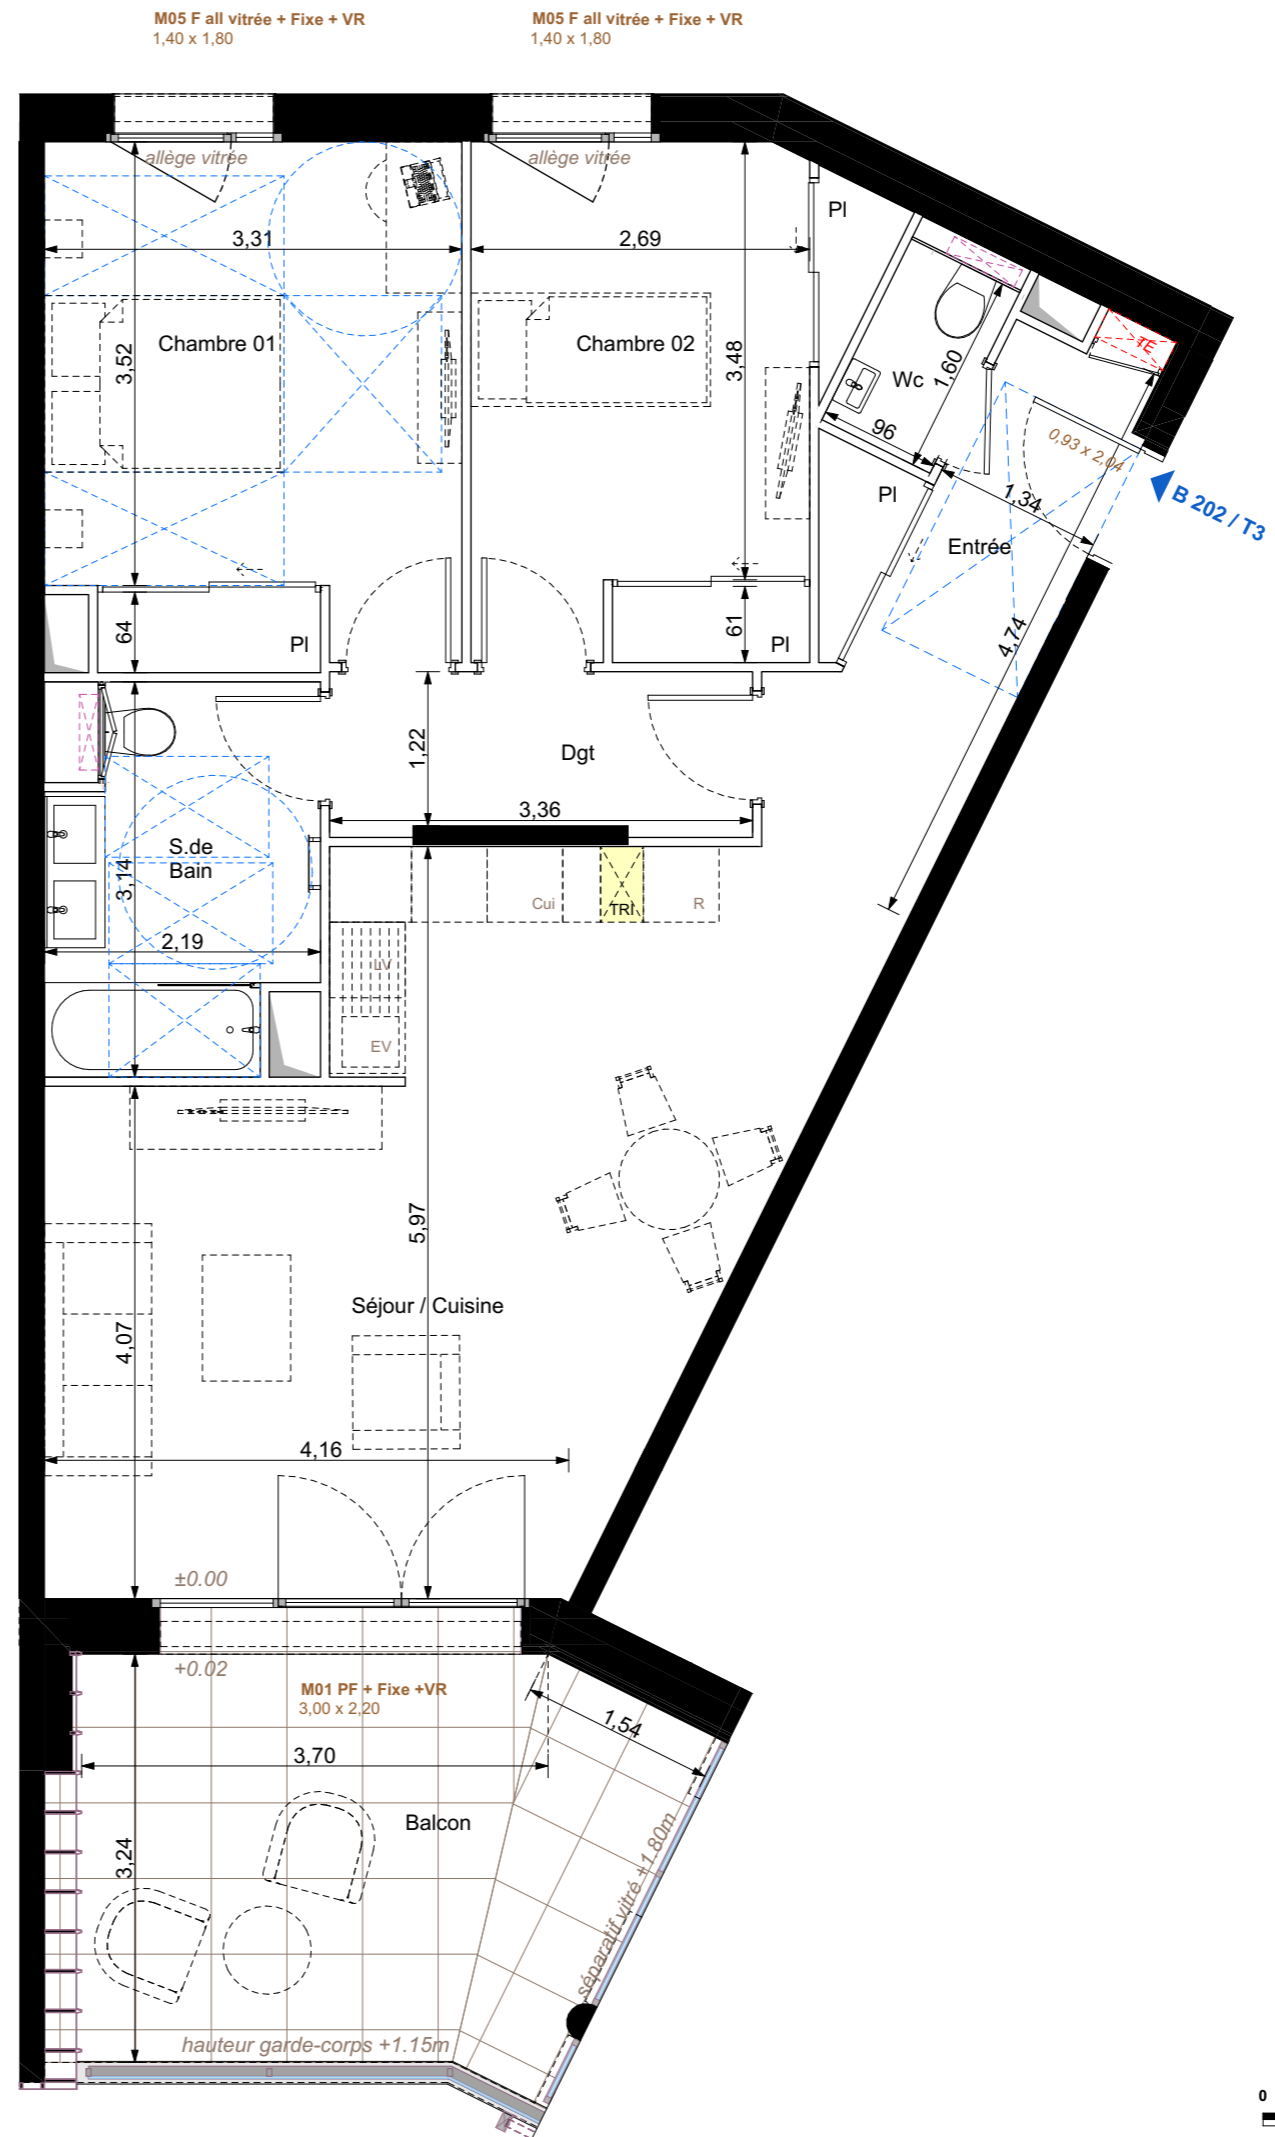 M05 F all vitrée + Fixe + VR
1,40 x 1,80
M05 F all vitrée + Fixe + VR
1,40 x 1,80
allège vitrée
allège vitrée
Pl
3,31
2,69
Chambre 01
Chambre 02
3,52
3,48
TE
Wc
1,60
96
0,93 x 2,04
B 202 / T3
Pl
1,34
Entrée
64
Pl
61
Pl
4,74
1,22
Dgt
3,36
S.de
Bain
3,14
Cui
TRI
R
2,19
LV
EV
5,97
Séjour / Cuisine
4,07
4,16
±0.00
+0.02
M01 PF + Fixe +VR
3,00 x 2,20
1,54
3,70
Balcon
3,24
séparatif vitré +1.80m
hauteur garde-corps +1.15m
0